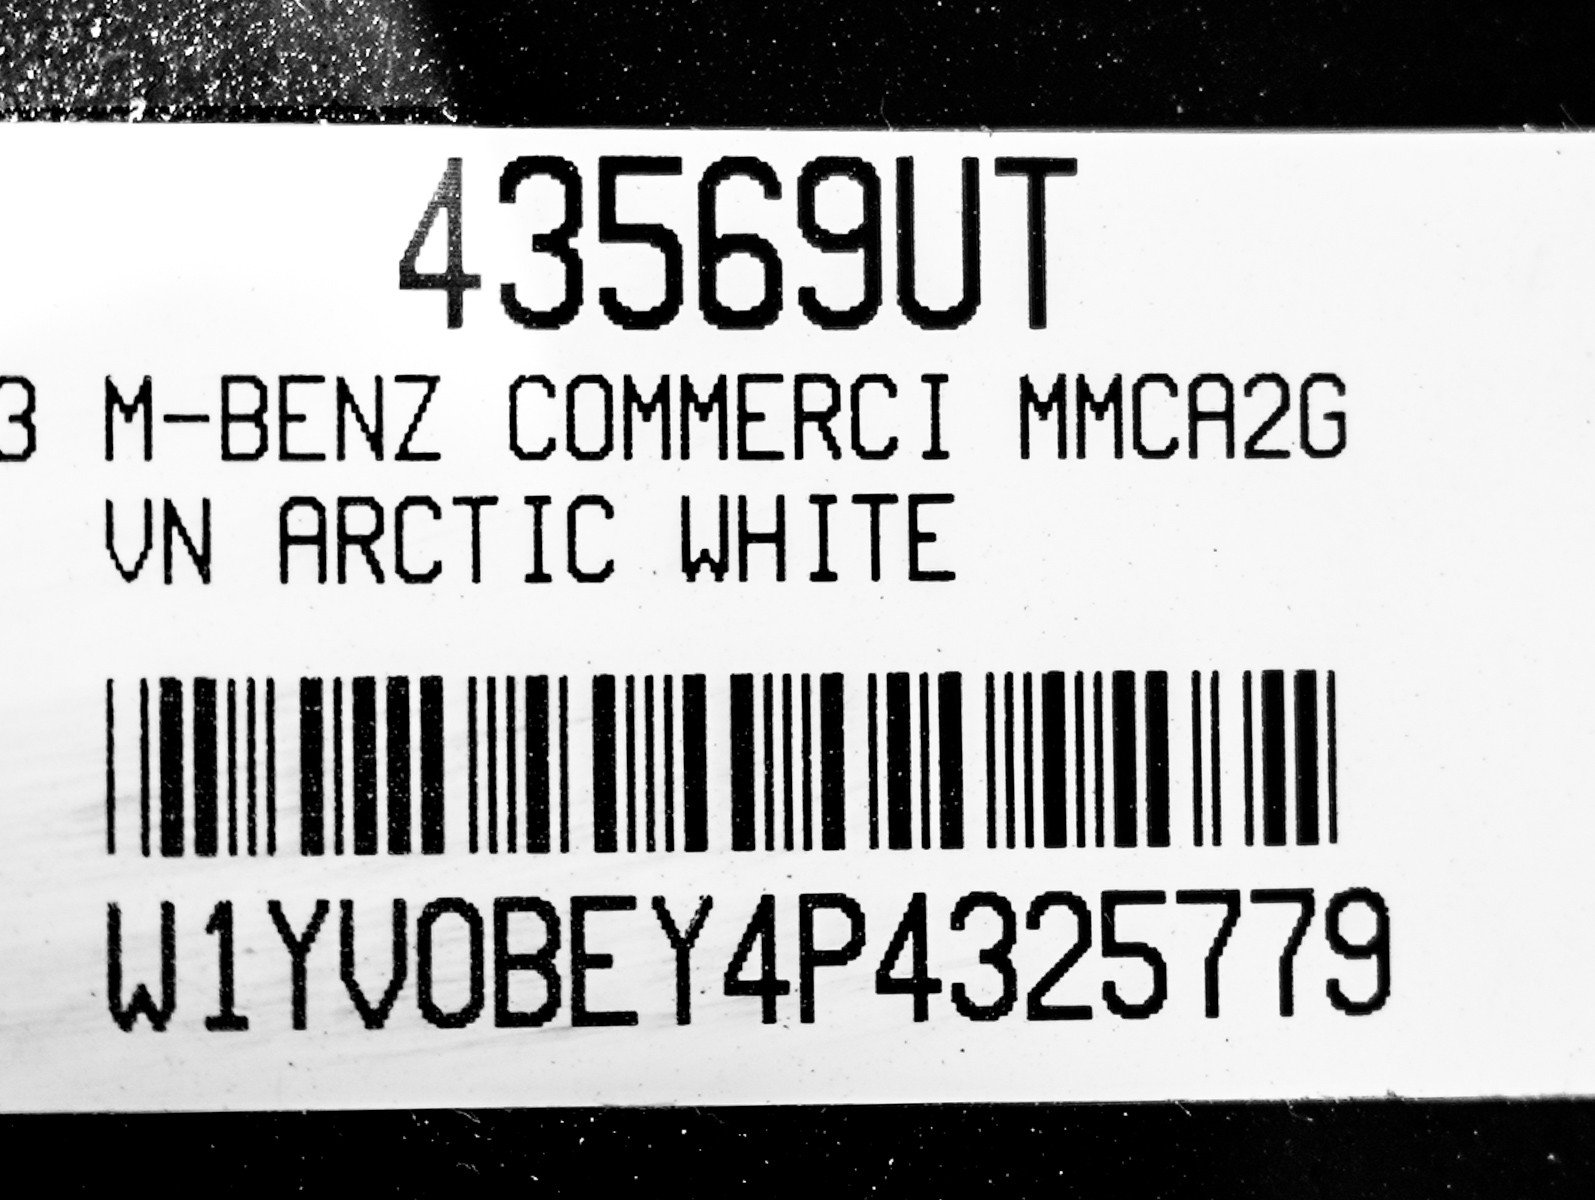 43569UT
3 M-BENZ COMMERCI MMCA2G
VN ARCTIC WHITE
W1YV0BEY4P4325779